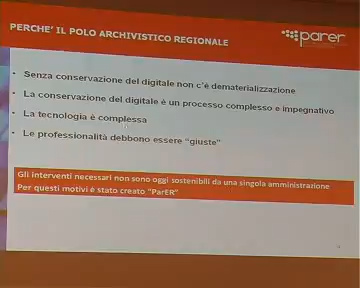 PERCHE' IL POLO ARCHIVISTICO REGIONALE
parer
• Senza conservazione del digitale non c'è dematerializzazione
• La conservazione del digitale è un processo complesso e impegnativo
• La tecnologia è complessa
• Le professionalità debbono essere "giuste"
Gli interventi necessari non sono oggi sostenibili da una singola amministrazione
Per questi motivi è stato creato "ParER"